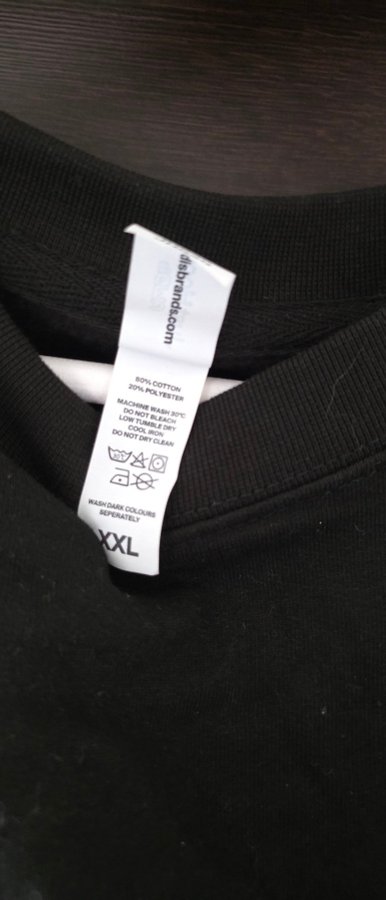 disbrands.com
80% COTTON
20% POLYESTER
MACHINE WASH 30°C
DO NOT BLEACH
LOW TUMBLE DRY
COOL IRON
DO NOT DRY CLEAN
30°
WASH DARK COLOURS
SEPERATELY
XXL